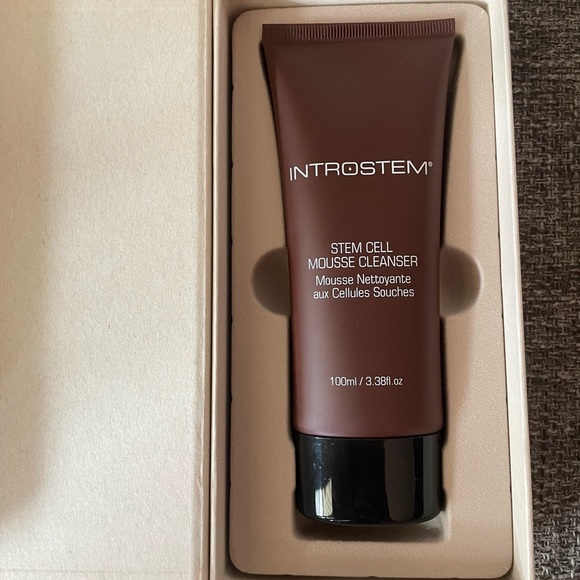 INTROSTEM®
STEM CELL
MOUSSE CLEANSER
Mousse Nettoyante
aux Cellules Souches
100ml / 3.38fl.oz